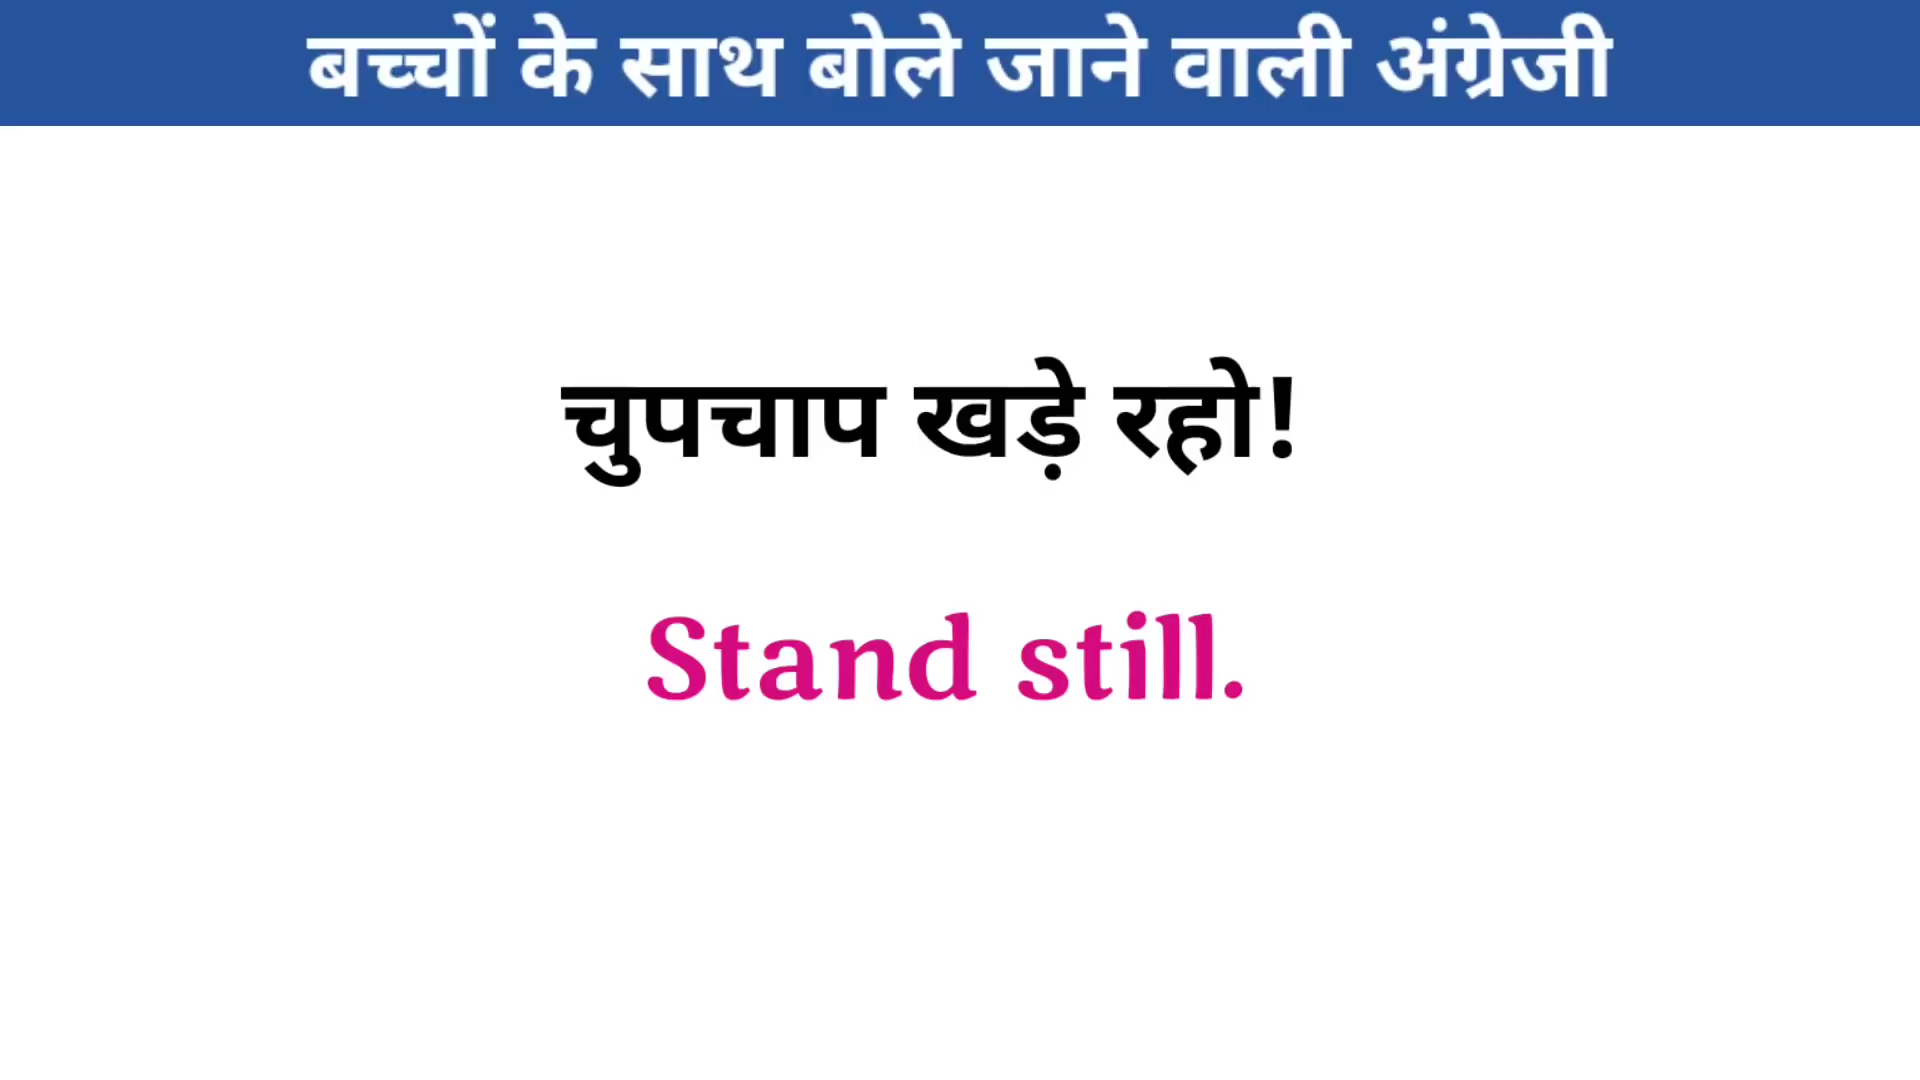 बच्चों के साथ बोले जाने वाली अंग्रेजी
चुपचाप खड़े रहो!
Stand still.